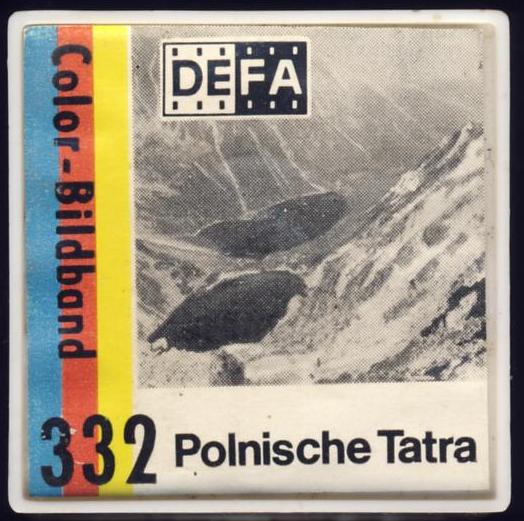 DEFA
Color-Bildband
332 Polnische Tatra